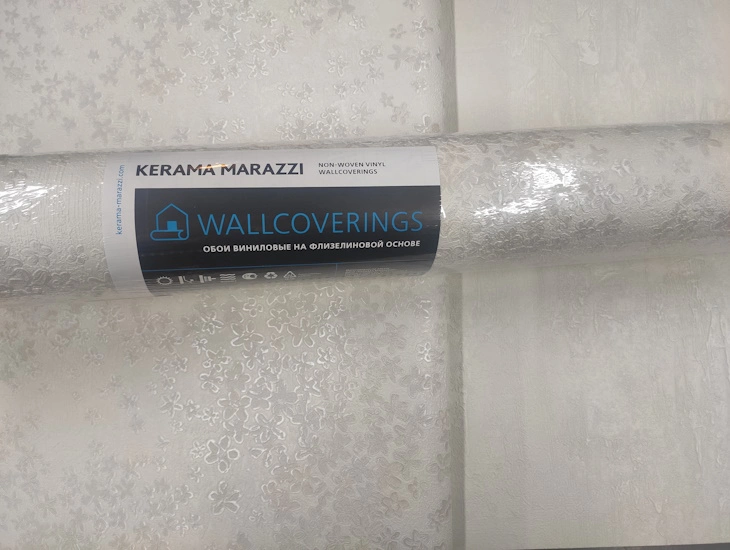 KERAMA MARAZZI
NON-WOVEN VINYL
WALLCOVERINGS
kerama-marazzi.com
WALLCOVERINGS
ОБОИ ВИНИЛОВЫЕ НА ФЛИЗЕЛИНОВОЙ ОСНОВЕ